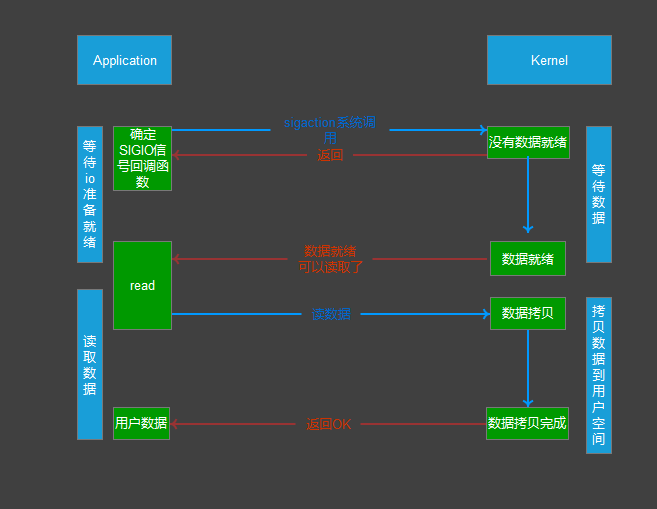 Application
Kernel
等
待
io
准
备
就
绪
确定
SIGIO信
号回调函
数
sigaction系统调
用
返回
没有数据就绪
等
待
数
据
read
数据就绪
可以读取了
数据就绪
读
取
数
据
读数据
数据拷贝
拷
贝
数
据
到
用
户
空
间
用户数据
返回OK
数据拷贝完成